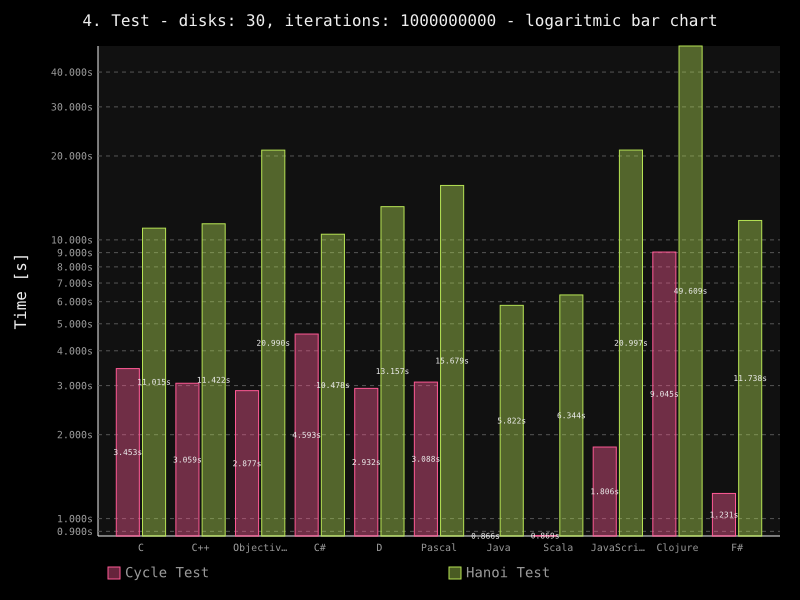 4. Test - disks: 30, iterations: 1000000000 - logaritmic bar chart
Time [s]
40.000s
30.000s
20.000s
10.000s
9.000s
8.000s
7.000s
6.000s
5.000s
4.000s
3.000s
2.000s
1.000s
0.900s
3.453s
11.015s
3.059s
11.422s
2.877s
20.990s
4.593s
10.478s
2.932s
13.157s
3.088s
15.679s
0.866s
5.822s
0.869s
6.344s
1.806s
20.997s
9.045s
49.609s
1.231s
11.738s
C C++ Objectiv… C# D Pascal Java Scala JavaScri… Clojure F#
Cycle Test Hanoi Test